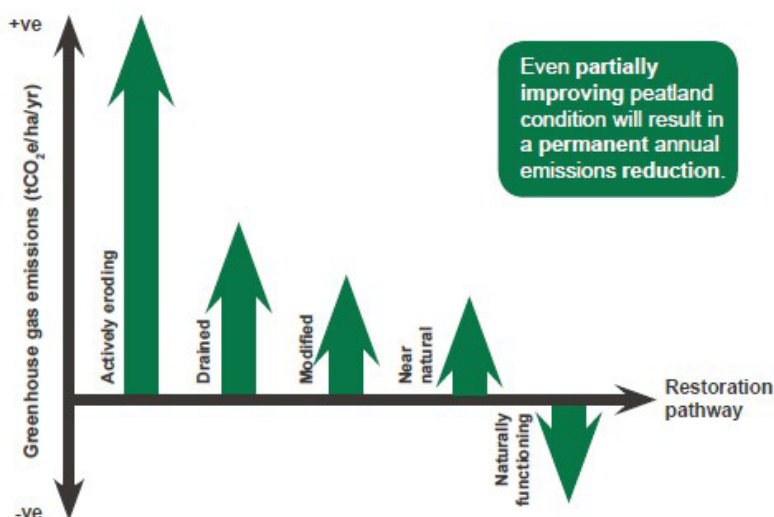 +ve
Greenhouse gas emissions (tCO₂e/ha/yr)
-ve
Actively eroding
Drained
Modified
Near
natural
Naturally
functioning
Restoration
pathway
Even partially
improving peatland
condition will result in
a permanent annual
emissions reduction.